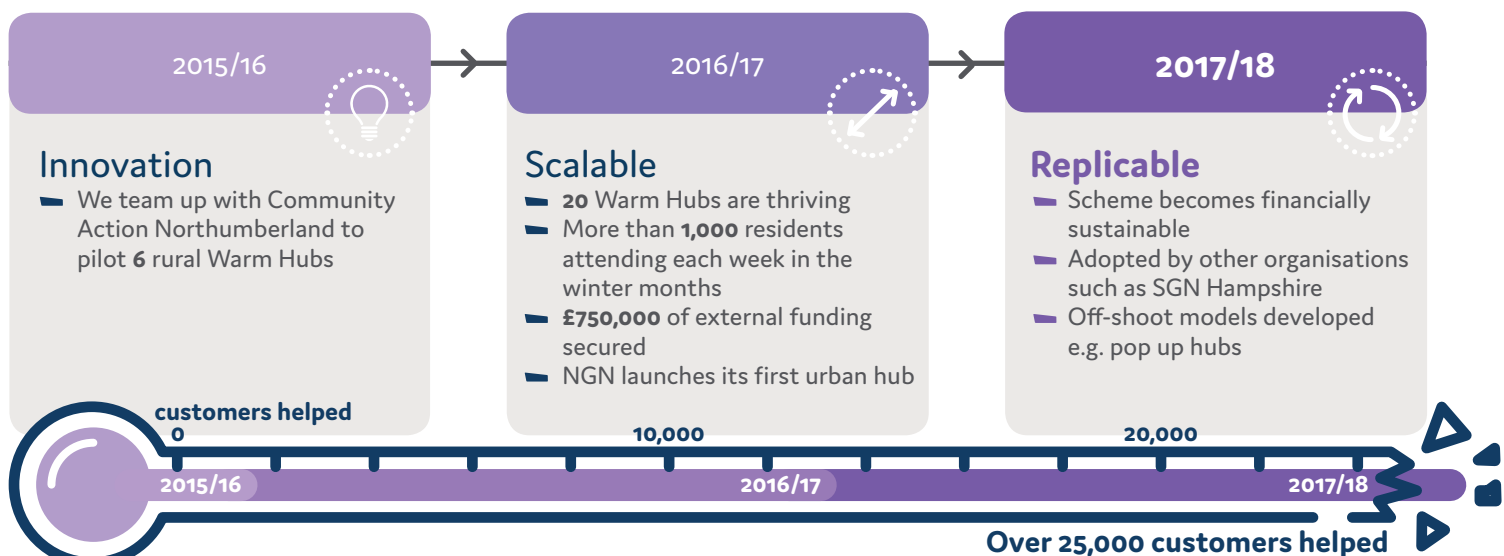 2015/16
Innovation
We team up with Community
Action Northumberland to
pilot 6 rural Warm Hubs
2016/17
Scalable
20 Warm Hubs are thriving
More than 1,000 residents
attending each week in the
winter months
£750,000 of external funding
secured
NGN launches its first urban hub
2017/18
Replicable
Scheme becomes financially
sustainable
Adopted by other organisations
such as SGN Hampshire
Off-shoot models developed
e.g. pop up hubs
customers helped
0
10,000
20,000
2015/16
2016/17
2017/18
Over 25,000 customers helped